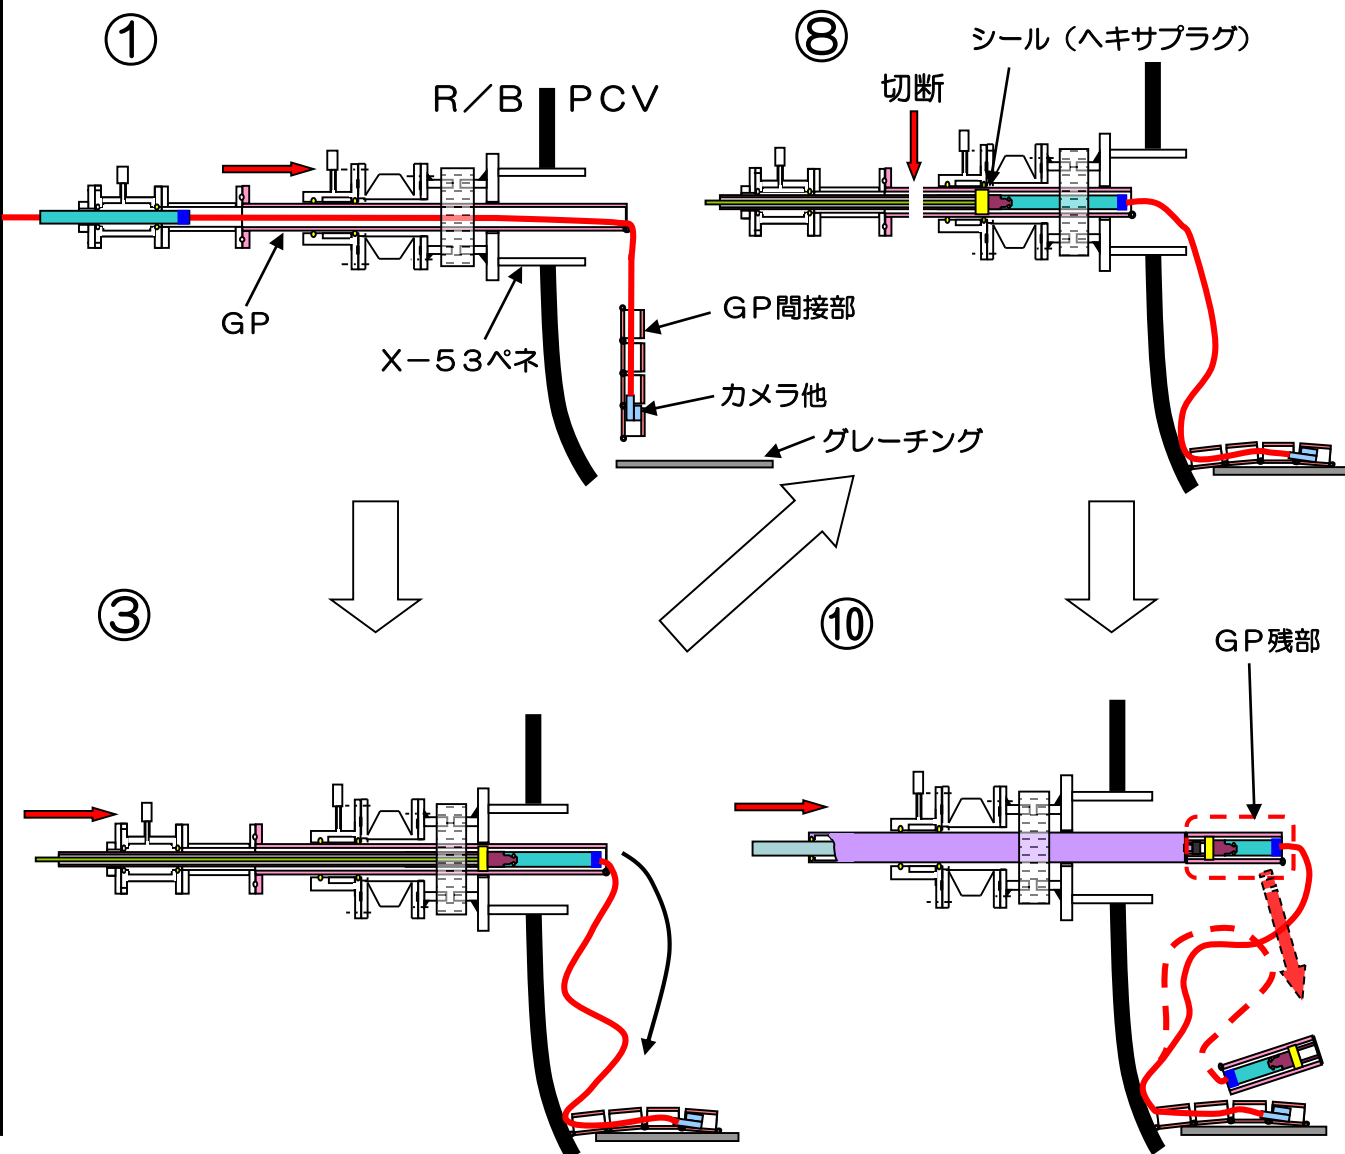 ①
R／B
PCV
GP
X－５３ペネ
GP間接部
カメラ他
グレーチング
③
⑧
シール（ヘキサプラグ）
切断
⑩
GP残部